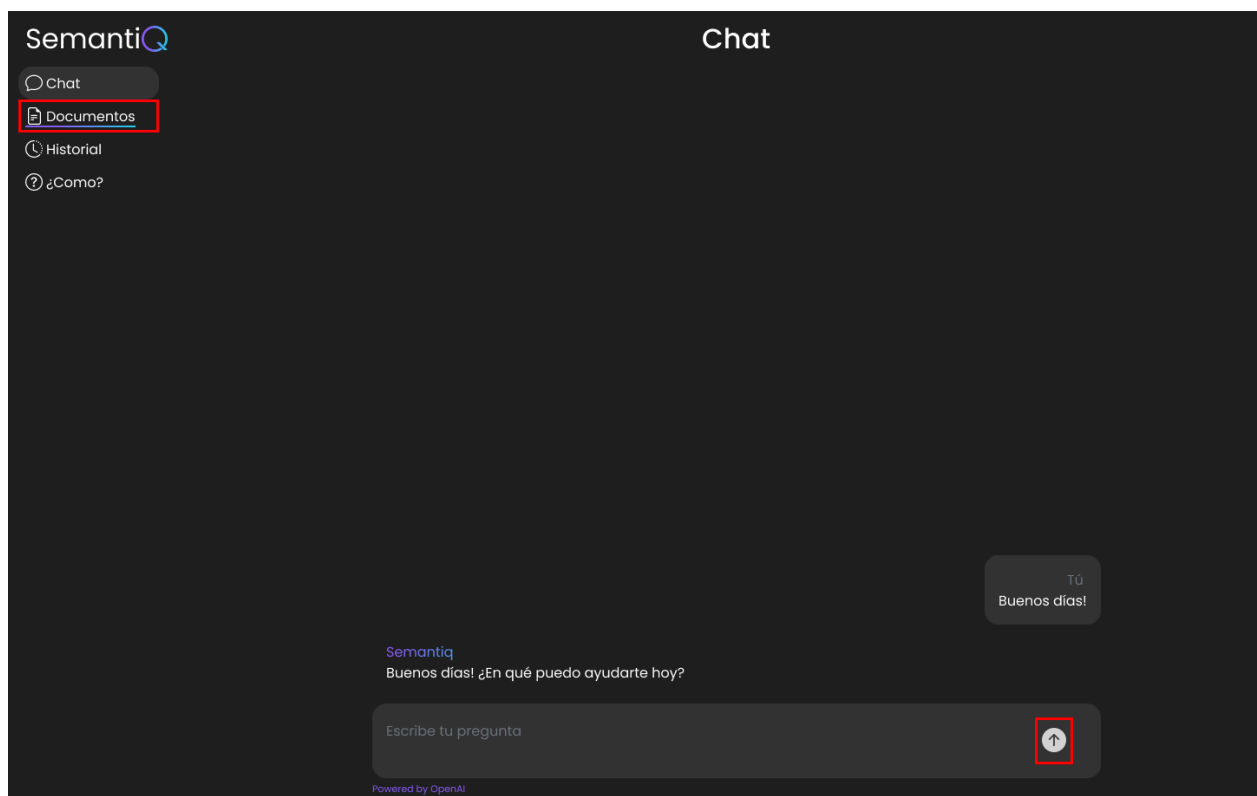 SemantiQ
Chat
Chat
Documentos
Historial
¿Como?
Tú
Buenos días!
Semantiq
Buenos días! ¿En qué puedo ayudarte hoy?
Escribe tu pregunta
Powered by OpenAI